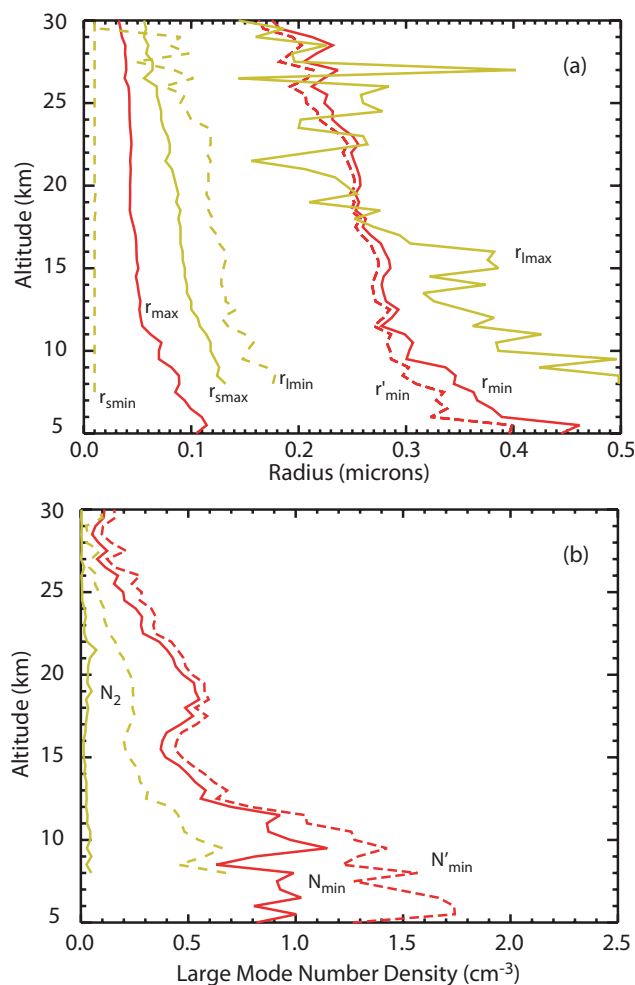 30
(a)
25
20
Altitude (km)
15
10
5
r_max
r_smin
r_smax
r_lmin
r'_min
r_min
r_lmax
0.0 0.1 0.2 0.3 0.4 0.5
Radius (microns)
30
(b)
25
20
Altitude (km)
15
10
5
N_2
N_min
N'_min
0.0 0.5 1.0 1.5 2.0 2.5
Large Mode Number Density (cm⁻³)